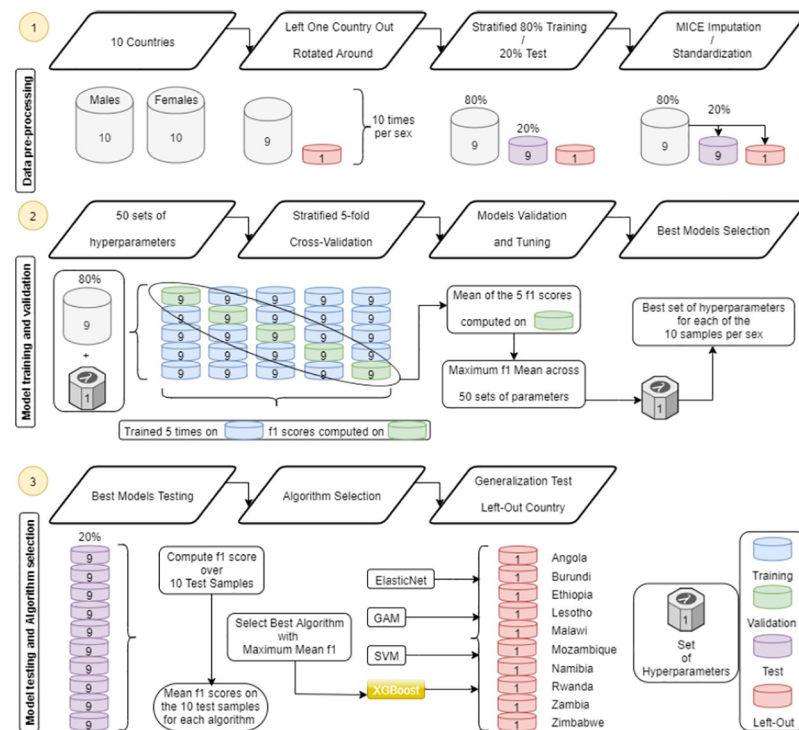 1
10 Countries
Left One Country Out
Rotated Around
Stratified 80% Training
/
20% Test
MICE Imputation
/
Standardization
Data pre-processing
Males
10
Females
10
9
1
10 times
per sex
80%
9
20%
9
1
80%
9
20%
9
1
2
50 sets of
hyperparameters
Stratified 5-fold
Cross-Validation
Models Validation
and Tuning
Best Models Selection
Model training and validation
80%
9
+
λ
1
9 9 9 9 9
9 9 9 9 9
9 9 9 9 9
9 9 9 9 9
9 9 9 9 9
Trained 5 times on
f1 scores computed on
Mean of the 5 f1 scores
computed on
Maximum f1 Mean across
50 sets of parameters
λ
1
Best set of hyperparameters
for each of the
10 samples per sex
3
Best Models Testing
Algorithm Selection
Generalization Test
Left-Out Country
Model testing and Algorithm selection
20%
9
9
9
9
9
9
9
9
9
9
Compute f1 score
over
10 Test Samples
Mean f1 scores on
the 10 test samples
for each algorithm
Select Best Algorithm
with
Maximum Mean f1
ElasticNet
GAM
SVM
XGBoost
1 Angola
1 Burundi
1 Ethiopia
1 Lesotho
1 Malawi
1 Mozambique
1 Namibia
1 Rwanda
1 Zambia
1 Zimbabwe
λ
1
Set
of
Hyperparameters
Training
Validation
Test
Left-Out